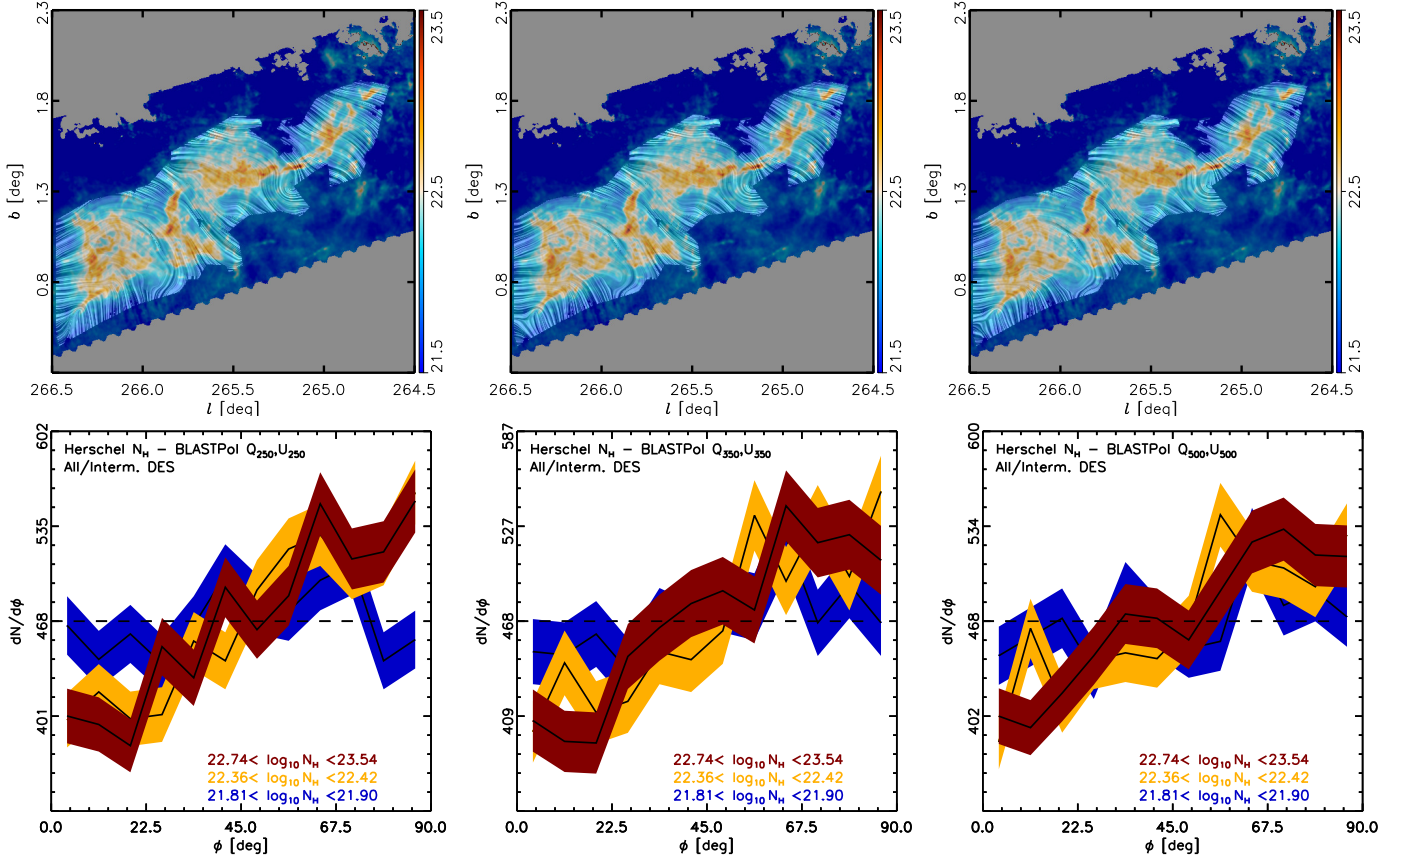 2.3
1.8
1.3
0.8
b [deg]
266.5 266.0 265.5 265.0 264.5
l [deg]
23.5
22.5
21.5
2.3
1.8
1.3
0.8
b [deg]
266.5 266.0 265.5 265.0 264.5
l [deg]
23.5
22.5
21.5
2.3
1.8
1.3
0.8
b [deg]
266.5 266.0 265.5 265.0 264.5
l [deg]
23.5
22.5
21.5
602
535
468
401
dN/dφ
Herschel N_H – BLASTPol Q_250,U_250
All/Interm. DES
22.74< log_10 N_H <23.54
22.36< log_10 N_H <22.42
21.81< log_10 N_H <21.90
0.0 22.5 45.0 67.5 90.0
φ [deg]
587
527
468
409
dN/dφ
Herschel N_H – BLASTPol Q_350,U_350
All/Interm. DES
22.74< log_10 N_H <23.54
22.36< log_10 N_H <22.42
21.81< log_10 N_H <21.90
0.0 22.5 45.0 67.5 90.0
φ [deg]
600
534
468
402
dN/dφ
Herschel N_H – BLASTPol Q_500,U_500
All/Interm. DES
22.74< log_10 N_H <23.54
22.36< log_10 N_H <22.42
21.81< log_10 N_H <21.90
0.0 22.5 45.0 67.5 90.0
φ [deg]